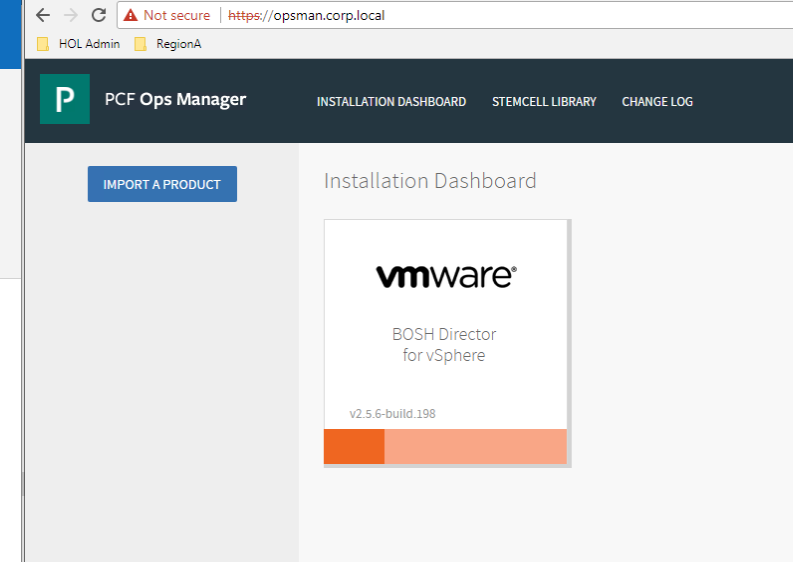 Not secure | https://opsman.corp.local
HOL Admin RegionA
P PCF Ops Manager INSTALLATION DASHBOARD STEMCELL LIBRARY CHANGE LOG
IMPORT A PRODUCT
Installation Dashboard
vmware®
BOSH Director
for vSphere
v2.5.6-build.198